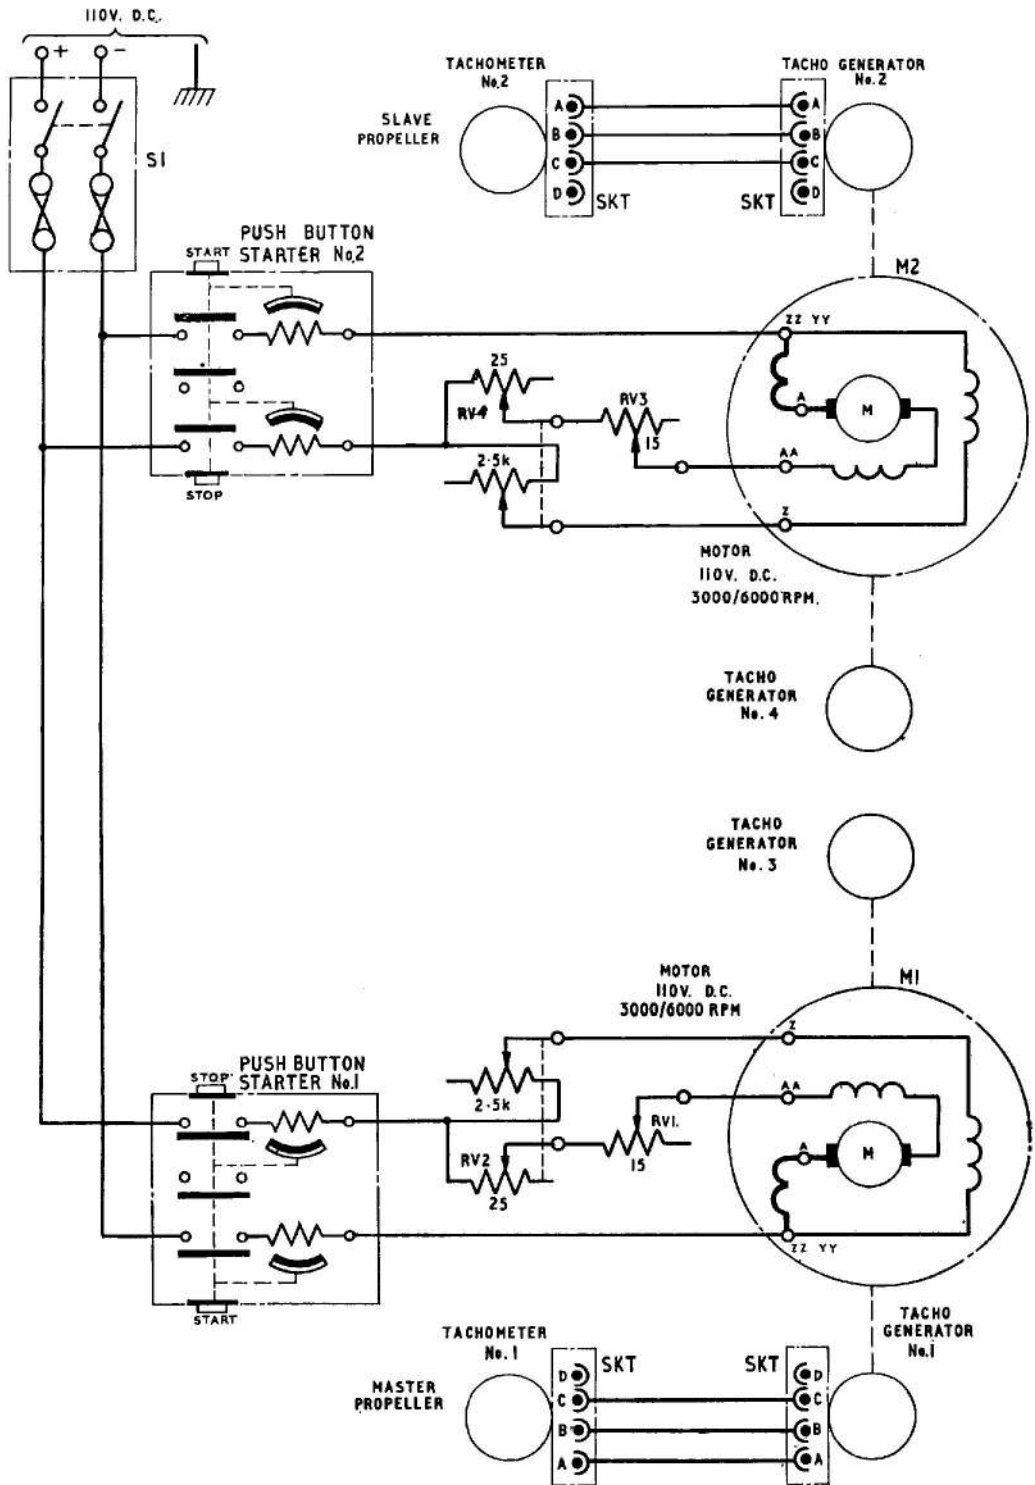 110V. D.C.
+ -
S1
TACHOMETER
No.2
SLAVE
PROPELLER
A
B
C
D
SKT
TACHO GENERATOR
No. 2
A
B
C
D
SKT
PUSH BUTTON
STARTER No.2
START
STOP
25
RV4
2·5k
RV3
15
M2
ZZ YY
A
M
AA
Z
MOTOR
110V. D.C.
3000/6000 RPM.
TACHO
GENERATOR
No. 4
TACHO
GENERATOR
No. 3
MOTOR
110V. D.C.
3000/6000 RPM
M1
Z
AA
A
M
ZZ YY
PUSH BUTTON
STARTER No.1
STOP
START
2·5k
RV2
25
RV1.
15
TACHOMETER
No. 1
MASTER
PROPELLER
D
C
B
A
SKT
SKT
D
C
B
A
TACHO
GENERATOR
No.1